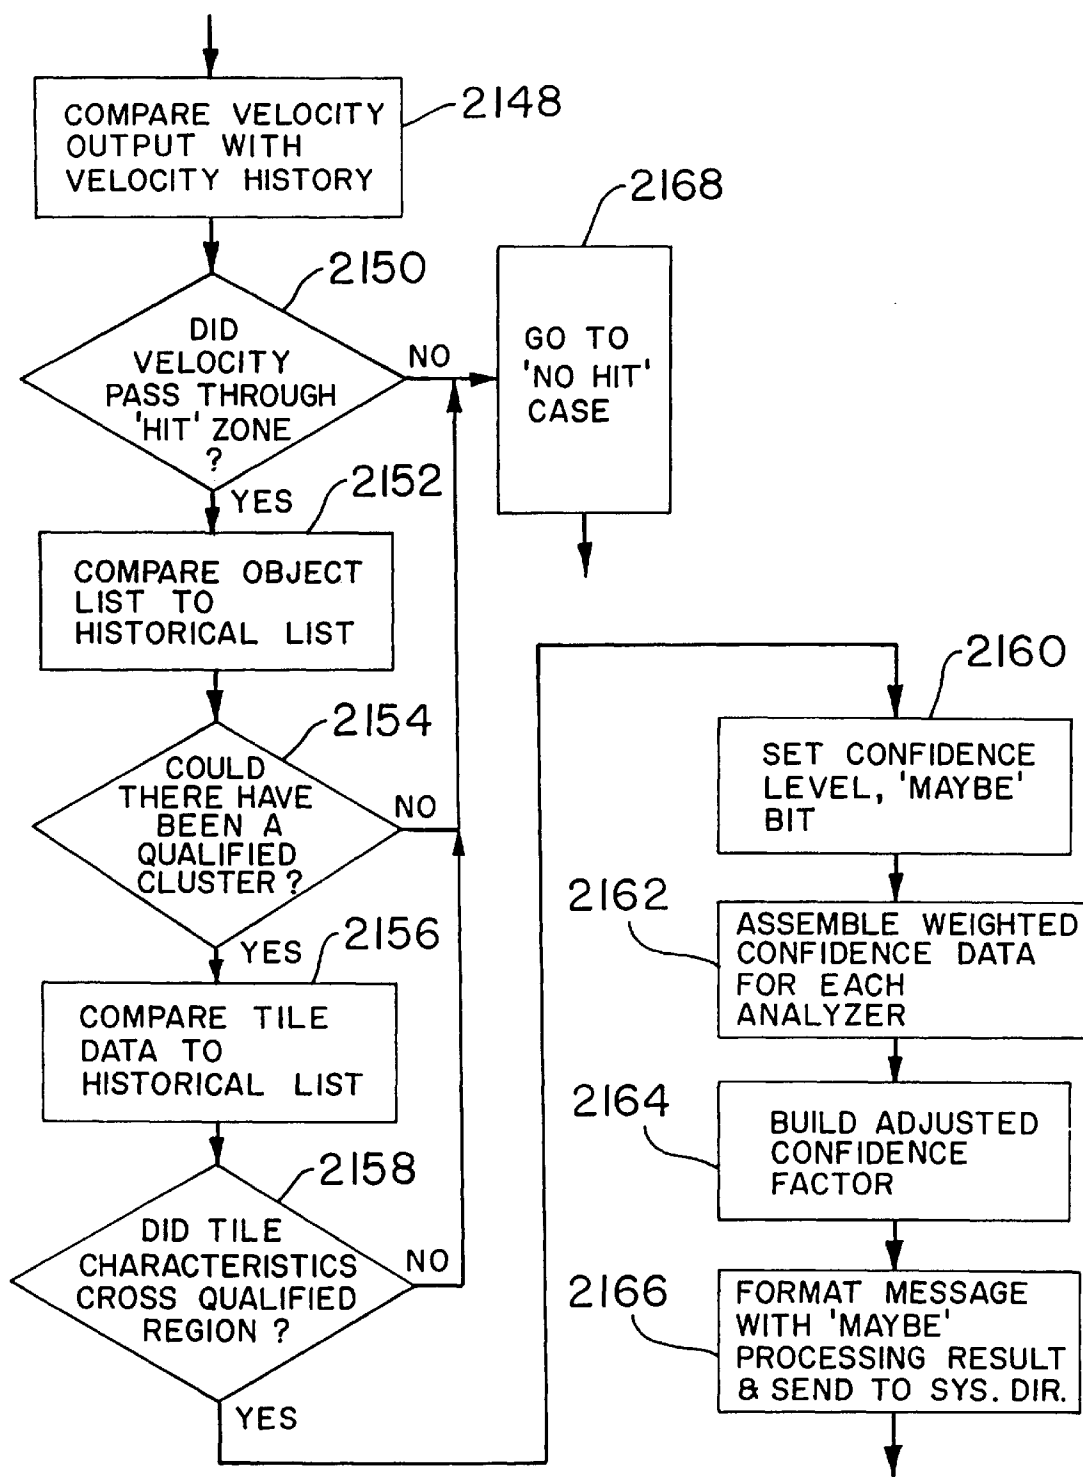 2148
COMPARE VELOCITY
OUTPUT WITH
VELOCITY HISTORY
2168
GO TO
'NO HIT'
CASE
2150
DID
VELOCITY
PASS THROUGH
'HIT' ZONE
?
NO
YES
2152
COMPARE OBJECT
LIST TO
HISTORICAL LIST
2154
COULD
THERE HAVE
BEEN A
QUALIFIED
CLUSTER?
NO
YES
2156
COMPARE TILE
DATA TO
HISTORICAL LIST
2158
DID TILE
CHARACTERISTICS
CROSS QUALIFIED
REGION?
NO
YES
2160
SET CONFIDENCE
LEVEL, 'MAYBE'
BIT
2162
ASSEMBLE WEIGHTED
CONFIDENCE DATA
FOR EACH
ANALYZER
2164
BUILD ADJUSTED
CONFIDENCE
FACTOR
2166
FORMAT MESSAGE
WITH 'MAYBE'
PROCESSING RESULT
& SEND TO SYS. DIR.